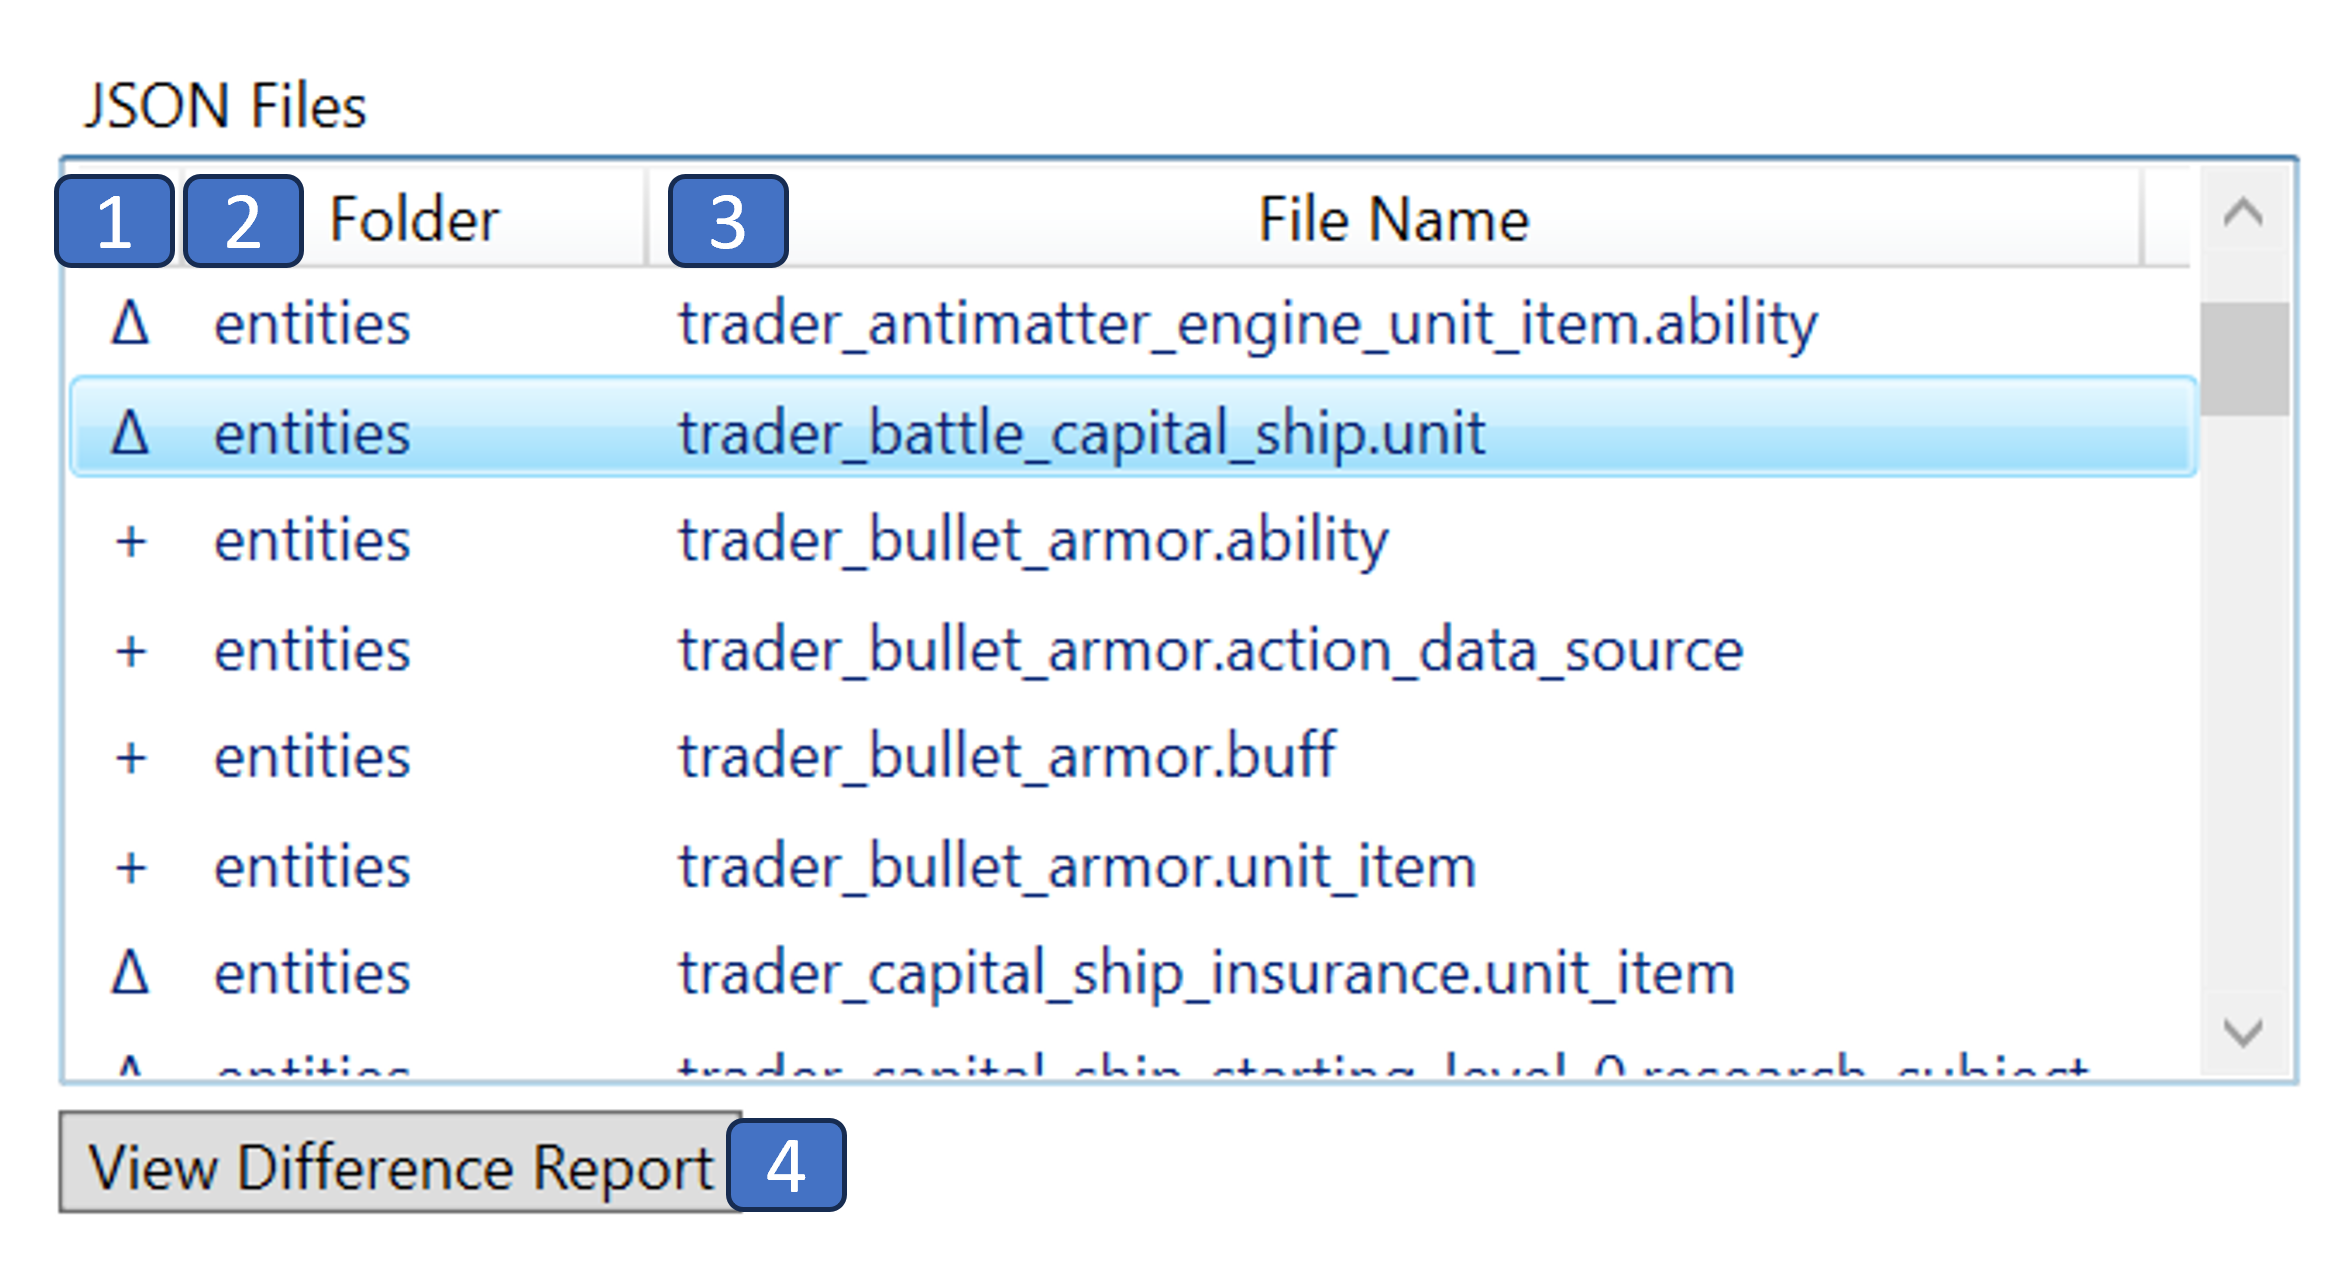 JSON Files
1 2 Folder 3 File Name
Δ entities trader_antimatter_engine_unit_item.ability
Δ entities trader_battle_capital_ship.unit
+ entities trader_bullet_armor.ability
+ entities trader_bullet_armor.action_data_source
+ entities trader_bullet_armor.buff
+ entities trader_bullet_armor.unit_item
Δ entities trader_capital_ship_insurance.unit_item
Δ entities trader_capital_ship_starting_level_0.research_subject
View Difference Report 4